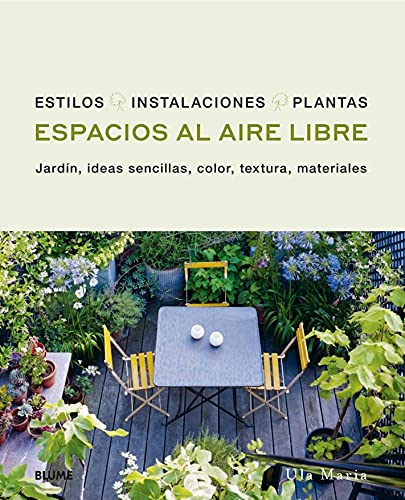 ESTILOS INSTALACIONES PLANTAS
ESPACIOS AL AIRE LIBRE
Jardín, ideas sencillas, color, textura, materiales
BLUME
Ula Maria